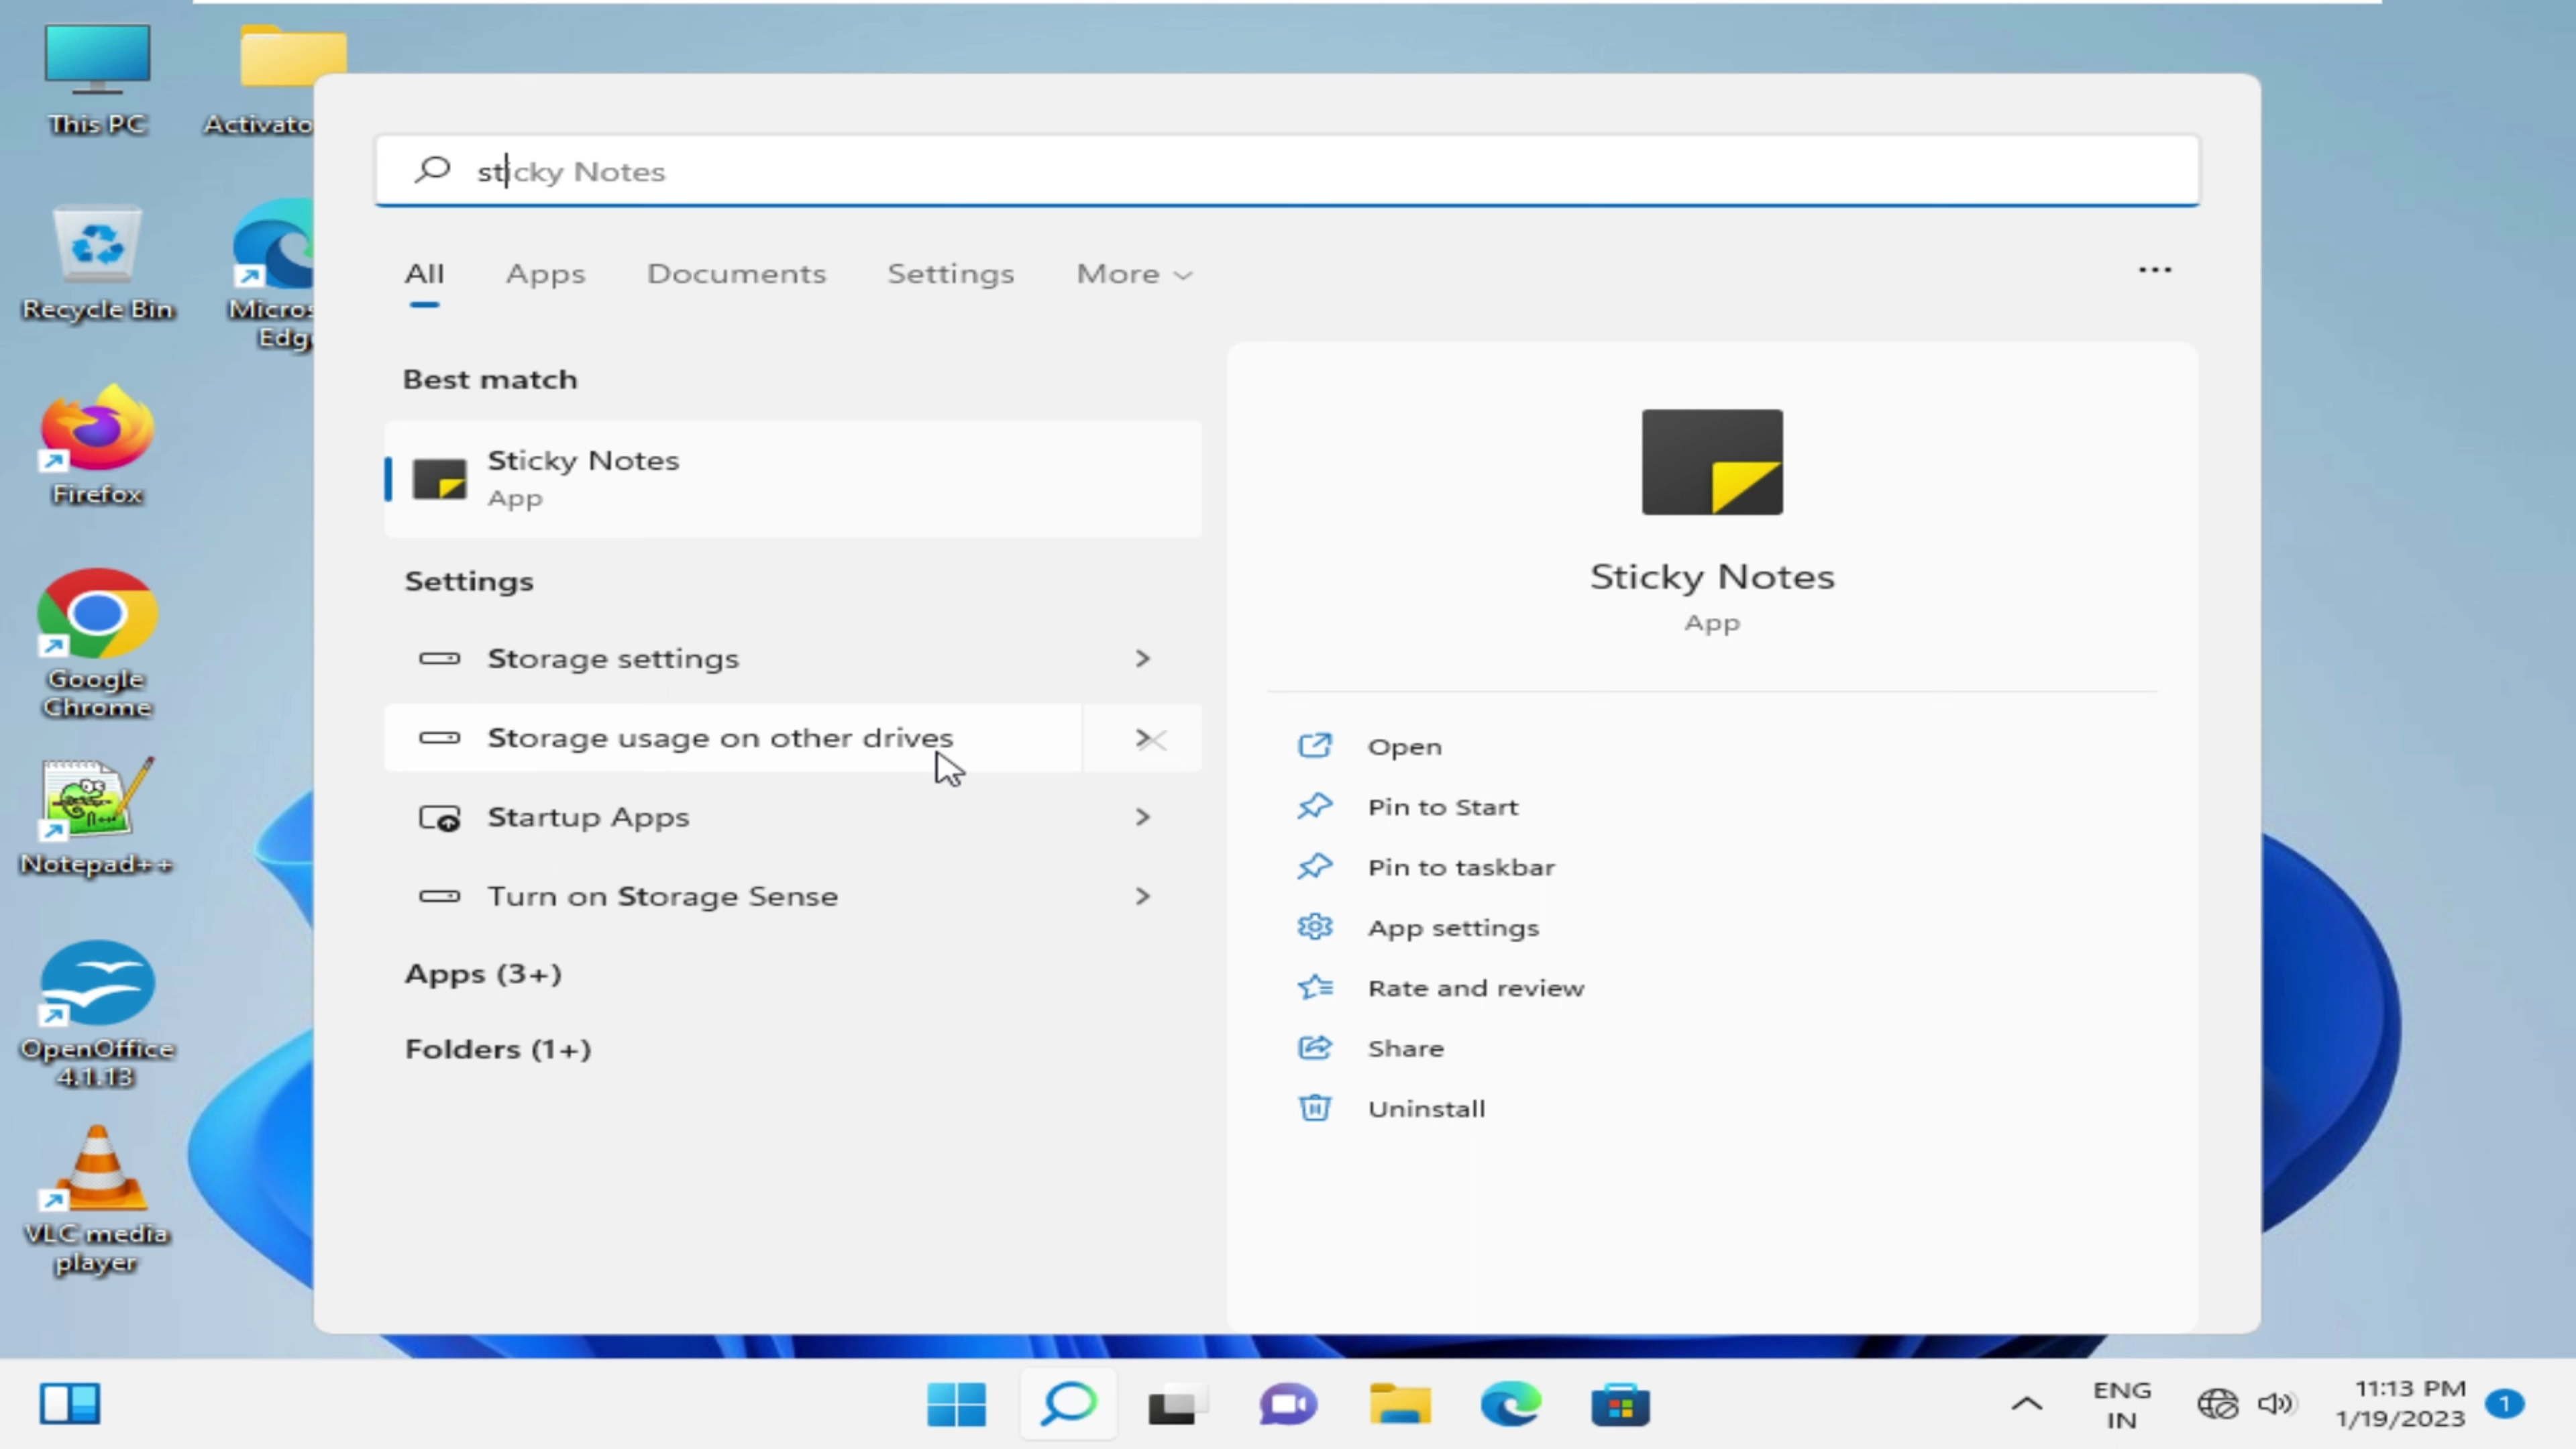 This PC
Activato
Recycle Bin
Micros
Edg
Firefox
Google
Chrome
Notepad++
OpenOffice
4.1.13
VLC media
player
sticky Notes
All
Apps
Documents
Settings
More
Best match
Sticky Notes
App
Settings
Storage settings
Storage usage on other drives
Startup Apps
Turn on Storage Sense
Apps (3+)
Folders (1+)
Sticky Notes
App
Open
Pin to Start
Pin to taskbar
App settings
Rate and review
Share
Uninstall
ENG
IN
11:13 PM
1/19/2023
1